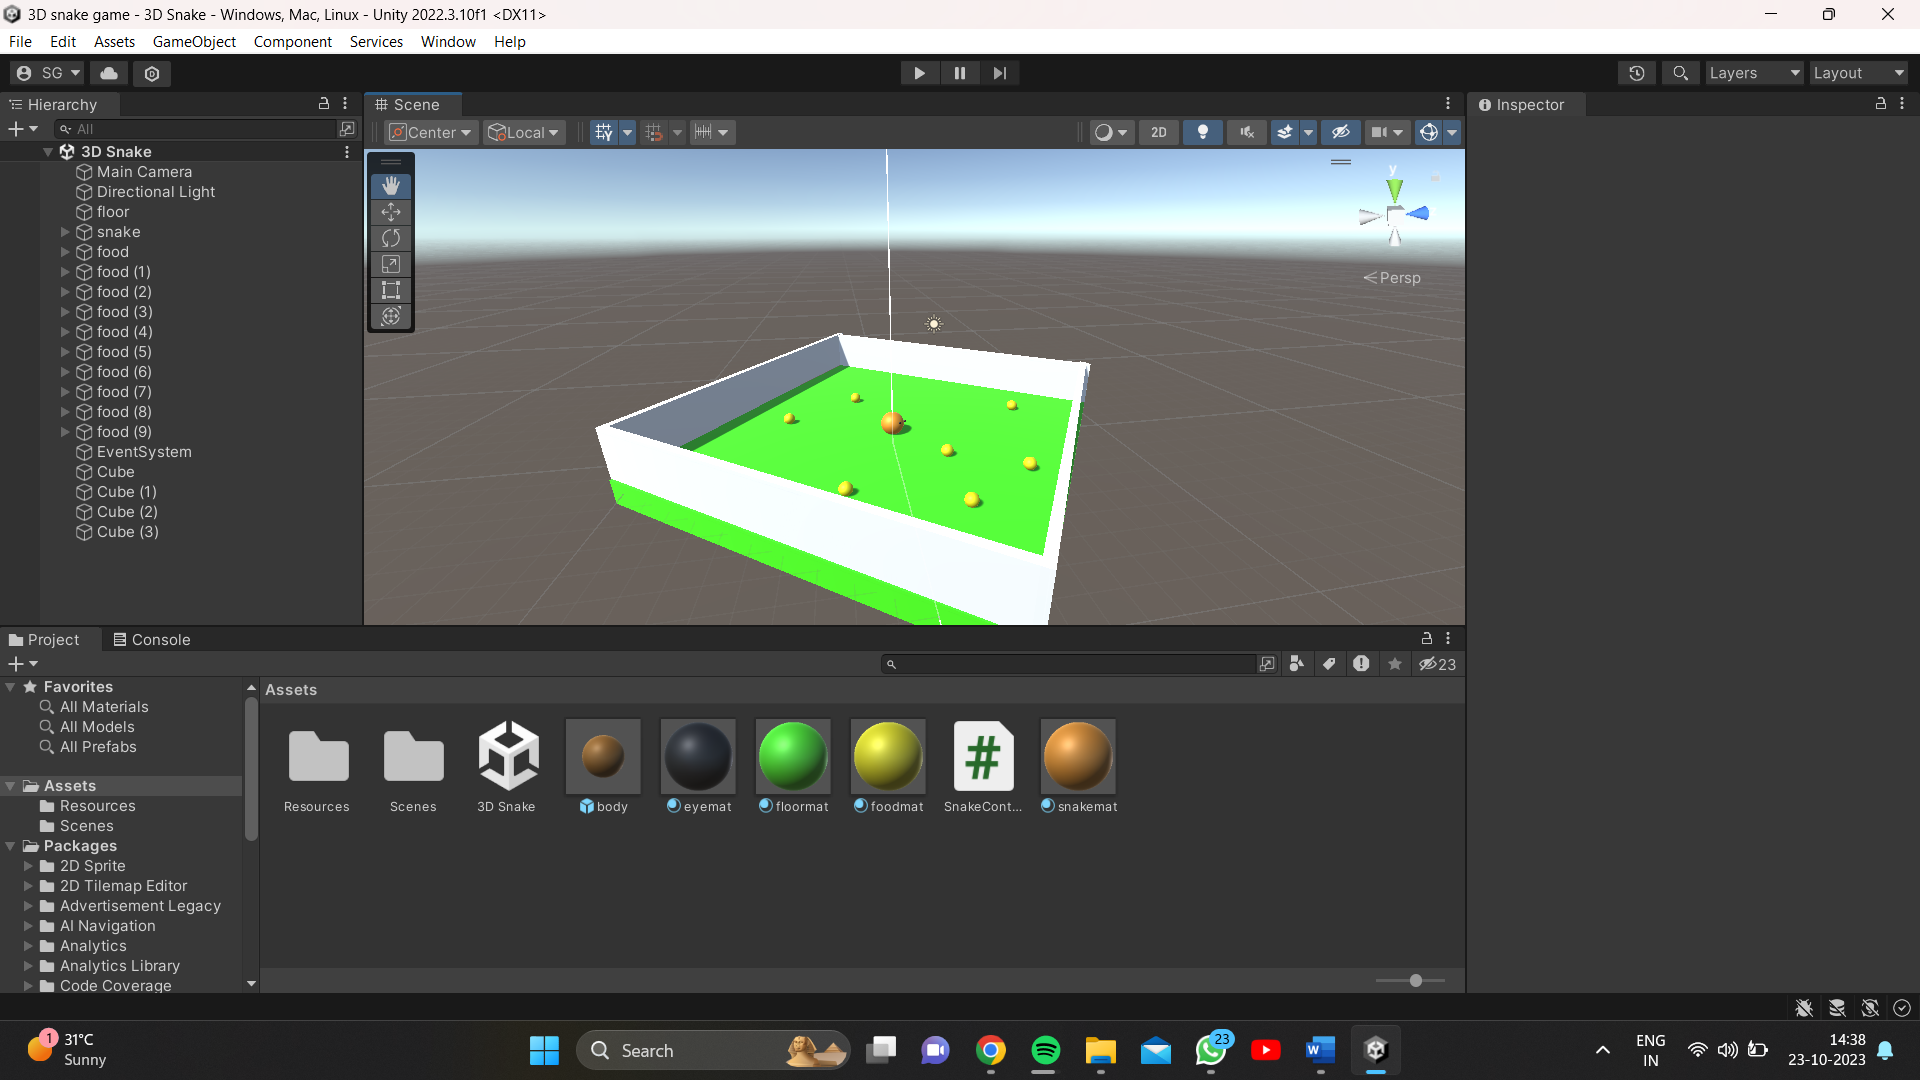 3D snake game - 3D Snake - Windows, Mac, Linux - Unity 2022.3.10f1 <DX11>
File Edit Assets GameObject Component Services Window Help
SG
Layers
Layout
Hierarchy
All
3D Snake
Main Camera
Directional Light
floor
snake
food
food (1)
food (2)
food (3)
food (4)
food (5)
food (6)
food (7)
food (8)
food (9)
EventSystem
Cube
Cube (1)
Cube (2)
Cube (3)
Scene
Center
Local
2D
y
Persp
Inspector
Project
Console
23
Favorites
All Materials
All Models
All Prefabs
Assets
Resources
Scenes
Packages
2D Sprite
2D Tilemap Editor
Advertisement Legacy
AI Navigation
Analytics
Analytics Library
Code Coverage
Assets
Resources
Scenes
3D Snake
body
eyemat
floormat
foodmat
SnakeCont...
snakemat
1
31°C
Sunny
Search
23
ENG
IN
14:38
23-10-2023